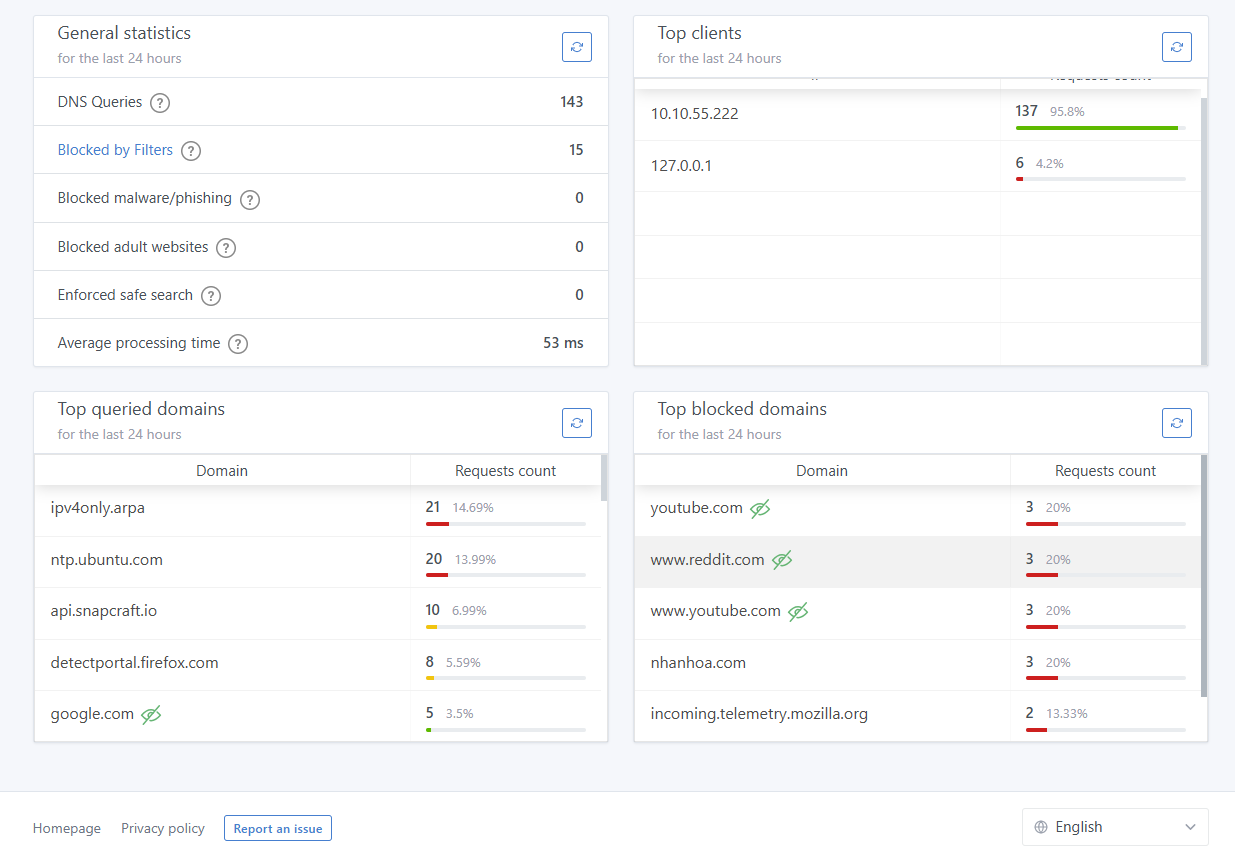 General statistics
for the last 24 hours
DNS Queries ?
143
Blocked by Filters ?
15
Blocked malware/phishing ?
0
Blocked adult websites ?
0
Enforced safe search ?
0
Average processing time ?
53 ms
Top clients
for the last 24 hours
Requests count
10.10.55.222
137 95.8%
127.0.0.1
6 4.2%
Top queried domains
for the last 24 hours
Domain Requests count
ipv4only.arpa 21 14.69%
ntp.ubuntu.com 20 13.99%
api.snapcraft.io 10 6.99%
detectportal.firefox.com 8 5.59%
google.com 5 3.5%
Top blocked domains
for the last 24 hours
Domain Requests count
youtube.com 3 20%
www.reddit.com 3 20%
www.youtube.com 3 20%
nhanhoa.com 3 20%
incoming.telemetry.mozilla.org 2 13.33%
Homepage Privacy policy Report an issue English